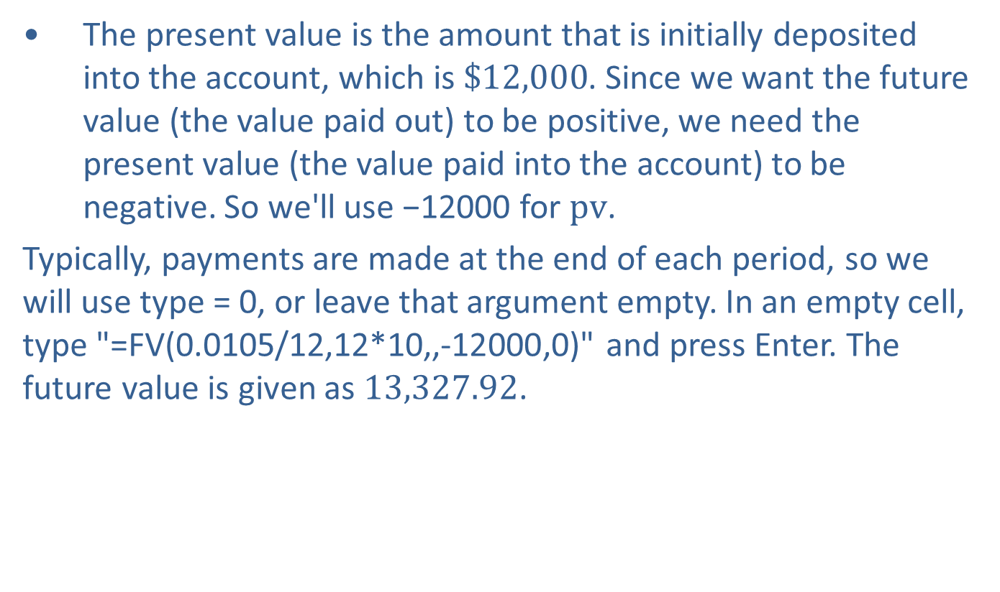 • The present value is the amount that is initially deposited
into the account, which is $12,000. Since we want the future
value (the value paid out) to be positive, we need the
present value (the value paid into the account) to be
negative. So we'll use −12000 for pv.
Typically, payments are made at the end of each period, so we
will use type = 0, or leave that argument empty. In an empty cell,
type "=FV(0.0105/12,12*10,,-12000,0)" and press Enter. The
future value is given as 13,327.92.